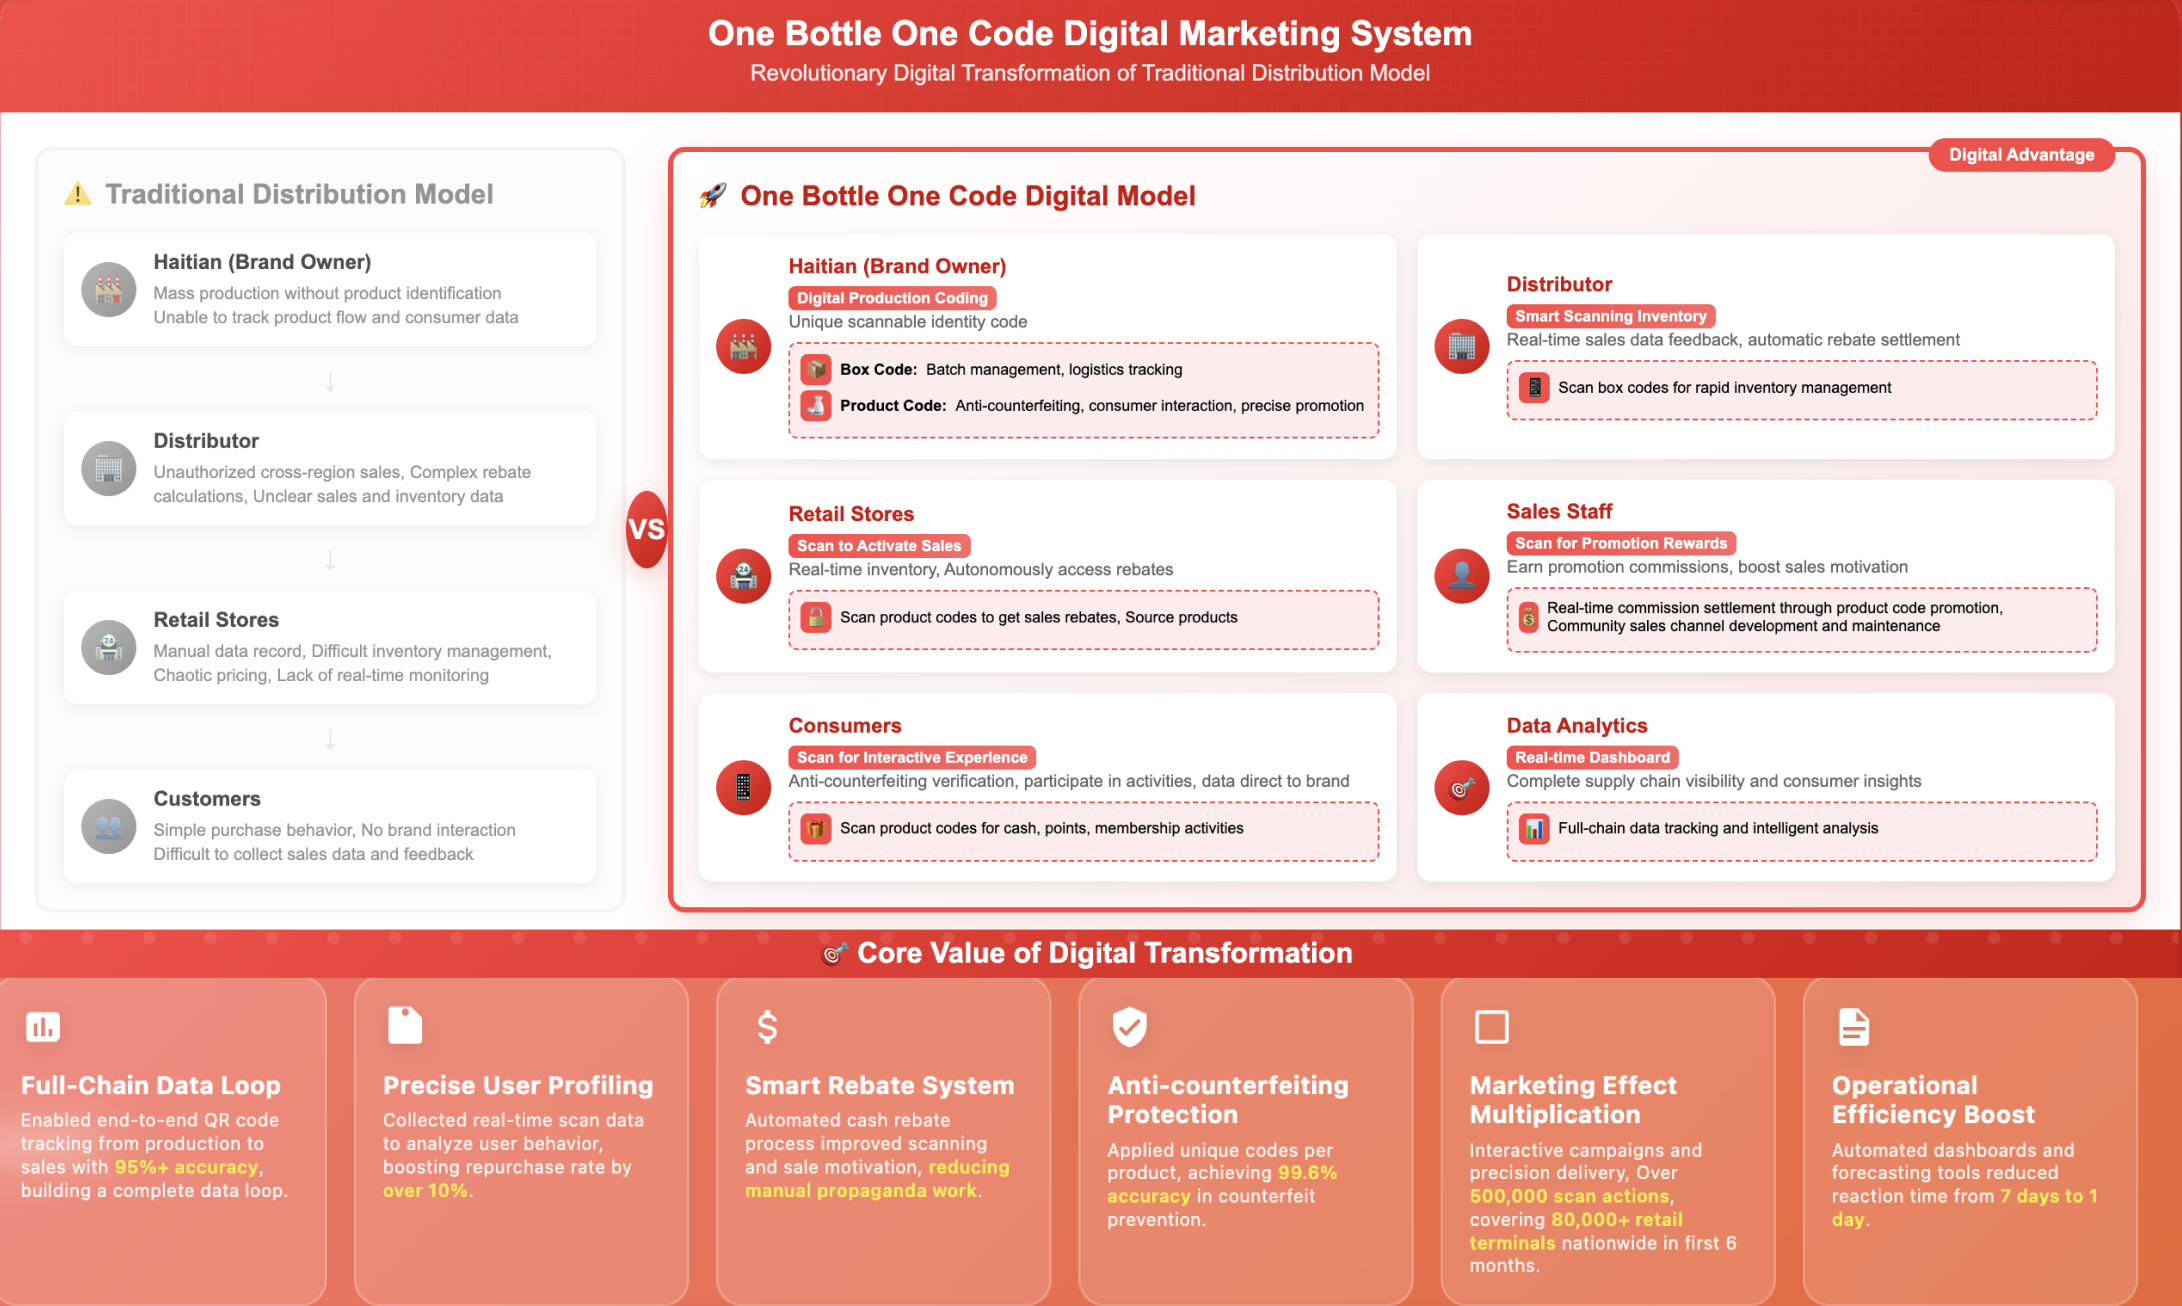 One Bottle One Code Digital Marketing System
Revolutionary Digital Transformation of Traditional Distribution Model
Traditional Distribution Model
Haitian (Brand Owner)
Mass production without product identification
Unable to track product flow and consumer data
↓
Distributor
Unauthorized cross-region sales, Complex rebate
calculations, Unclear sales and inventory data
↓
Retail Stores
Manual data record, Difficult inventory management,
Chaotic pricing, Lack of real-time monitoring
↓
Customers
Simple purchase behavior, No brand interaction
Difficult to collect sales data and feedback
VS
Digital Advantage
One Bottle One Code Digital Model
Haitian (Brand Owner)
Digital Production Coding
Unique scannable identity code
Box Code: Batch management, logistics tracking
Product Code: Anti-counterfeiting, consumer interaction, precise promotion
Distributor
Smart Scanning Inventory
Real-time sales data feedback, automatic rebate settlement
Scan box codes for rapid inventory management
Retail Stores
Scan to Activate Sales
Real-time inventory, Autonomously access rebates
Scan product codes to get sales rebates, Source products
Sales Staff
Scan for Promotion Rewards
Earn promotion commissions, boost sales motivation
Real-time commission settlement through product code promotion,
Community sales channel development and maintenance
Consumers
Scan for Interactive Experience
Anti-counterfeiting verification, participate in activities, data direct to brand
Scan product codes for cash, points, membership activities
Data Analytics
Real-time Dashboard
Complete supply chain visibility and consumer insights
Full-chain data tracking and intelligent analysis
Core Value of Digital Transformation
Full-Chain Data Loop
Enabled end-to-end QR code
tracking from production to
sales with 95%+ accuracy,
building a complete data loop.
Precise User Profiling
Collected real-time scan data
to analyze user behavior,
boosting repurchase rate by
over 10%.
Smart Rebate System
Automated cash rebate
process improved scanning
and sale motivation, reducing
manual propaganda work.
Anti-counterfeiting
Protection
Applied unique codes per
product, achieving 99.6%
accuracy in counterfeit
prevention.
Marketing Effect
Multiplication
Interactive campaigns and
precision delivery, Over
500,000 scan actions,
covering 80,000+ retail
terminals nationwide in first 6
months.
Operational
Efficiency Boost
Automated dashboards and
forecasting tools reduced
reaction time from 7 days to 1
day.